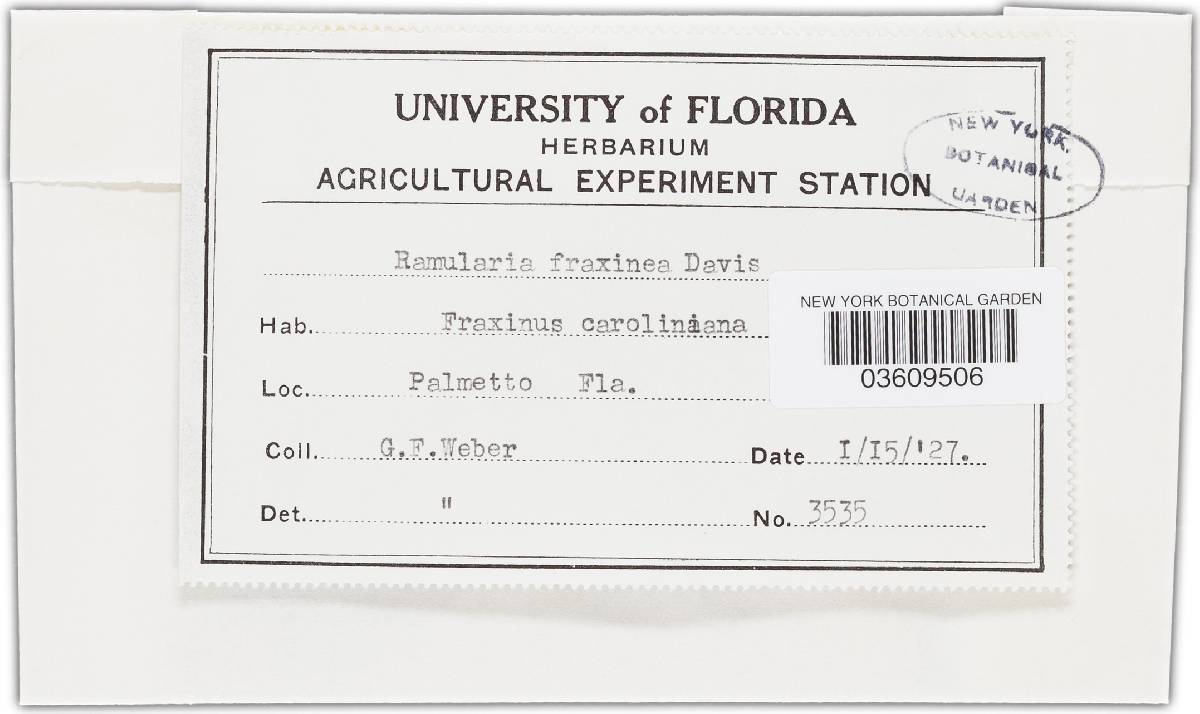 UNIVERSITY of FLORIDA
HERBARIUM
AGRICULTURAL EXPERIMENT STATION
NEW YORK
BOTANICAL
GARDEN
Ramularia fraxinea Davis
Hab. Fraxinus caroliniana
Loc. Palmetto Fla.
NEW YORK BOTANICAL GARDEN
03609506
Coll. G.F.Weber Date I/I5/'27.
Det. " No. 3535